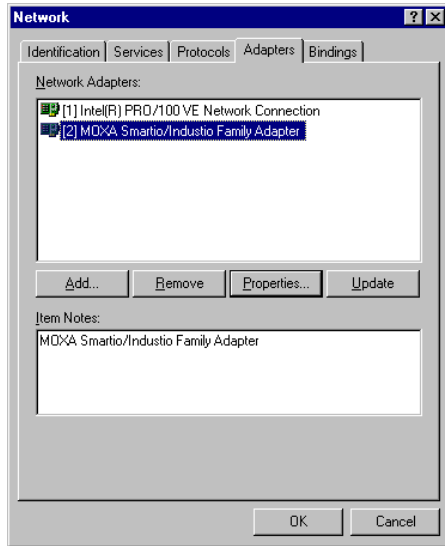 Network
Identification Services Protocols Adapters Bindings
Network Adapters:
[1] Intel(R) PRO/100 VE Network Connection
[2] MOXA Smartio/Industio Family Adapter
Add... Remove Properties... Update
Item Notes:
MOXA Smartio/Industio Family Adapter
OK Cancel